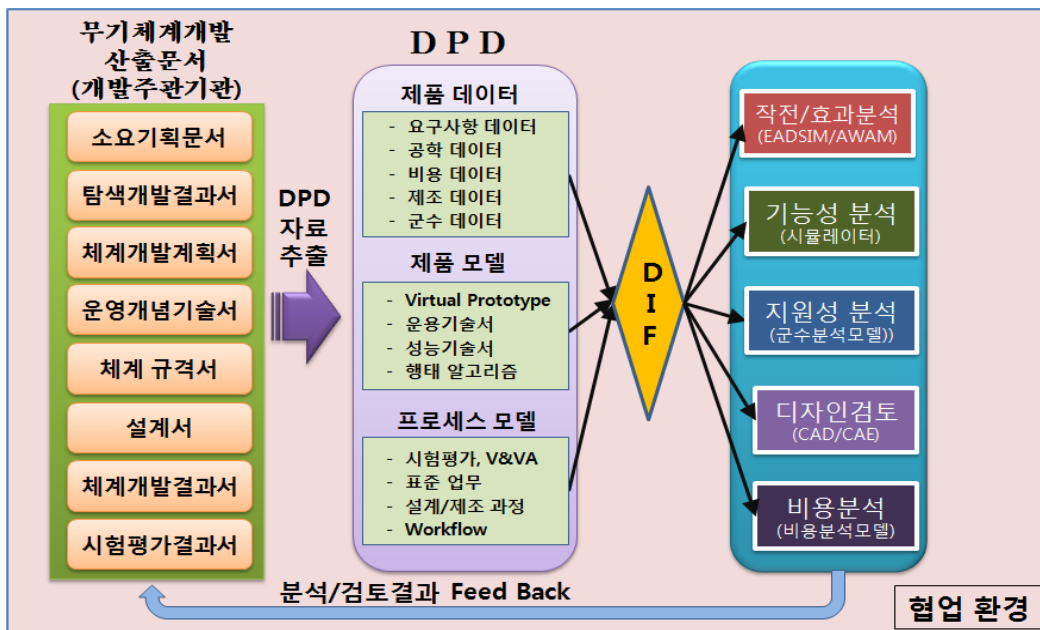 무기체계개발
산출문서
(개발주관기관)
소요기획문서
탐색개발결과서
체계개발계획서
운영개념기술서
체계 규격서
설계서
체계개발결과서
시험평가결과서
DPD
자료
추출
DPD
제품 데이터
- 요구사항 데이터
- 공학 데이터
- 비용 데이터
- 제조 데이터
- 군수 데이터
제품 모델
- Virtual Prototype
- 운용기술서
- 성능기술서
- 행태 알고리즘
프로세스 모델
- 시험평가, V&VA
- 표준 업무
- 설계/제조 과정
- Workflow
D
I
F
작전/효과분석
(EADSIM/AWAM)
기능성 분석
(시뮬레이터)
지원성 분석
(군수분석모델))
디자인검토
(CAD/CAE)
비용분석
(비용분석모델)
분석/검토결과 Feed Back
협업 환경